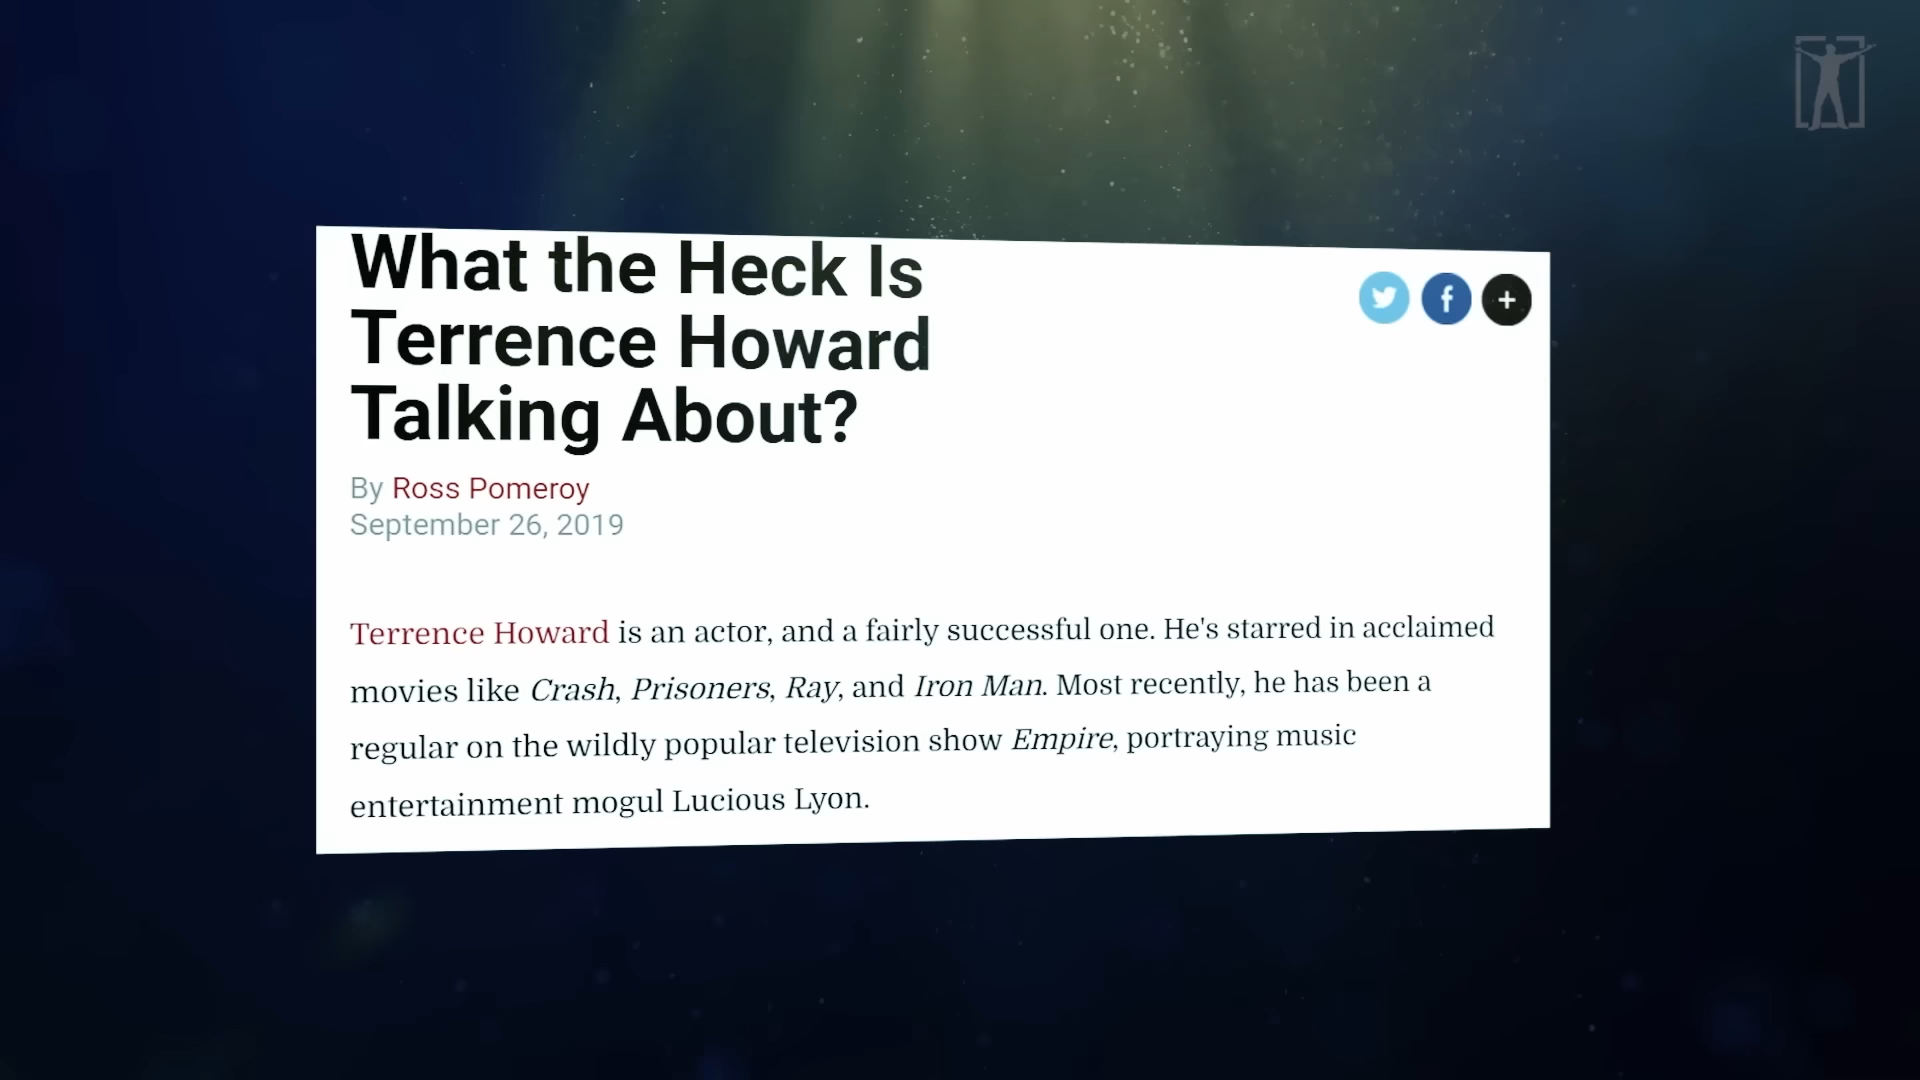 What the Heck Is
Terrence Howard
Talking About?
By Ross Pomeroy
September 26, 2019
Terrence Howard is an actor, and a fairly successful one. He's starred in acclaimed
movies like Crash, Prisoners, Ray, and Iron Man. Most recently, he has been a
regular on the wildly popular television show Empire, portraying music
entertainment mogul Lucious Lyon.